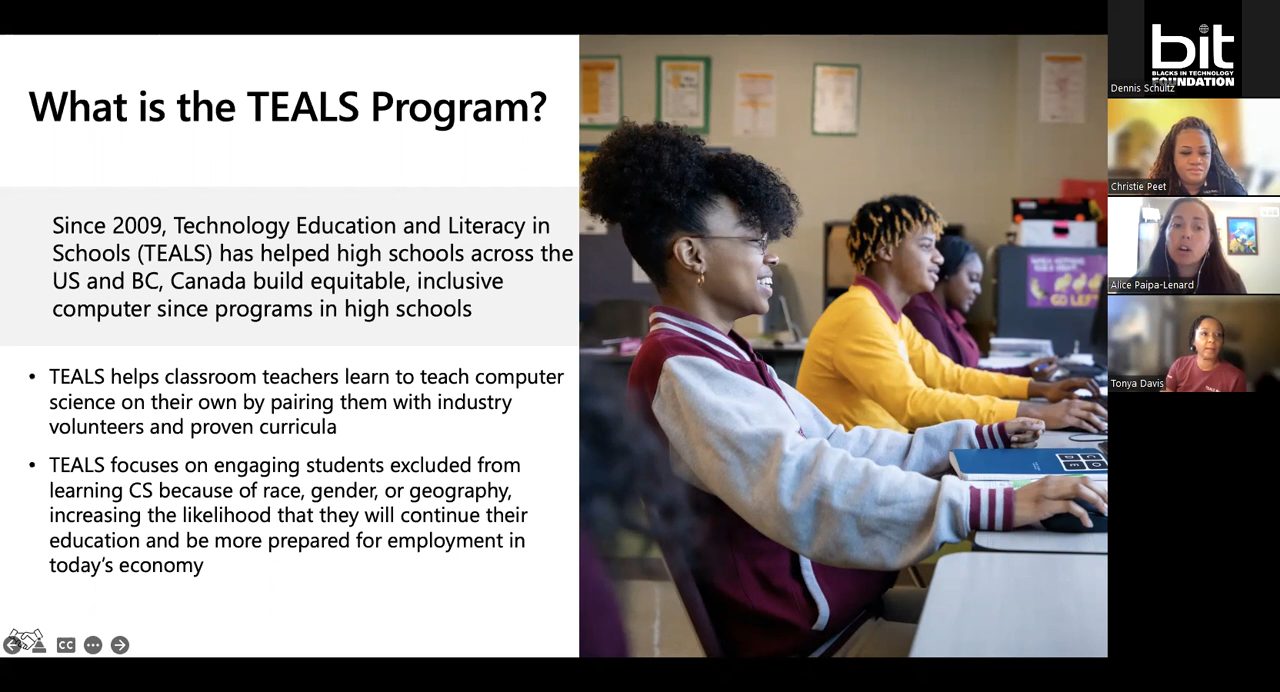 What is the TEALS Program?
Since 2009, Technology Education and Literacy in
Schools (TEALS) has helped high schools across the
US and BC, Canada build equitable, inclusive
computer since programs in high schools
• TEALS helps classroom teachers learn to teach computer
science on their own by pairing them with industry
volunteers and proven curricula
• TEALS focuses on engaging students excluded from
learning CS because of race, gender, or geography,
increasing the likelihood that they will continue their
education and be more prepared for employment in
today's economy
CC
GO LEFT
CODE
bit
BLACKS IN TECHNOLOGY
FOUNDATION
Dennis Schultz
Christie Peet
Alice Paipa-Lenard
Tonya Davis